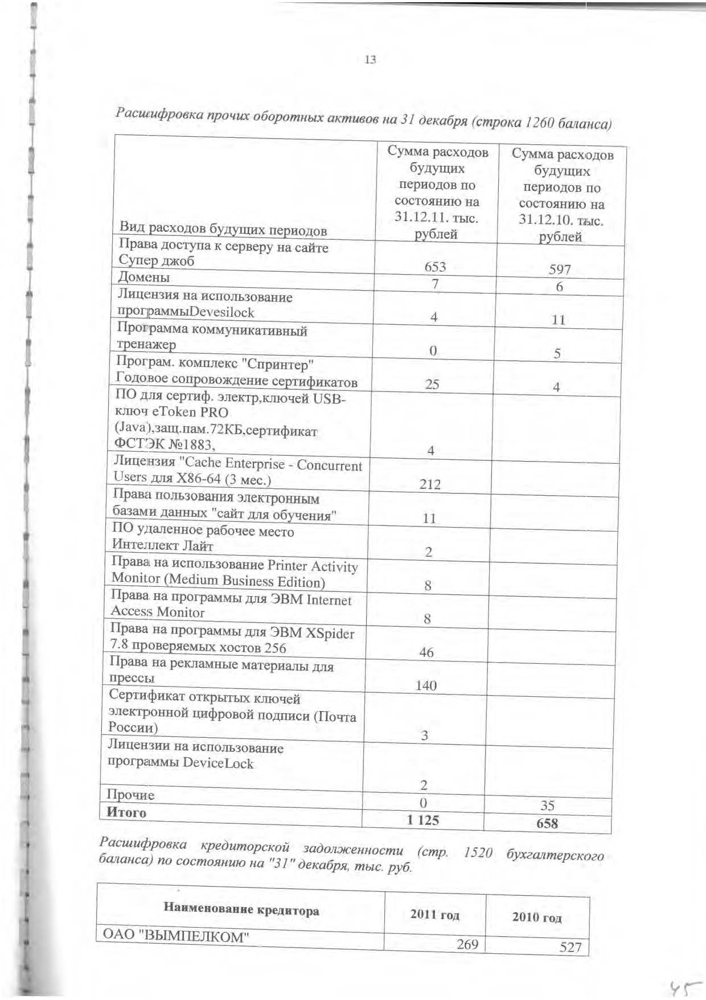 13
Расшифровка прочих оборотных активов на 31 декабря (строка 1260 баланса)
Вид расходов будущих периодов
Сумма расходов
будущих
периодов по
состоянию на
31.12.11. тыс.
рублей
Сумма расходов
будущих
периодов по
состоянию на
31.12.10. тыс.
рублей
Права доступа к серверу на сайте
Супер джоб 653 597
Домены 7 6
Лицензия на использование
программыDevesilock 4 11
Программа коммуникативный
тренажер 0 5
Програм. комплекс "Спринтер"
Годовое сопровождение сертификатов 25 4
ПО для сертиф. электр,ключей USB-
ключ eToken PRO
(Java),защ.пам.72КБ,сертификат
ФСТЭК №1883, 4
Лицензия "Cache Enterprise - Concurrent
Users для X86-64 (3 мес.) 212
Права пользования электронным
базами данных "сайт для обучения" 11
ПО удаленное рабочее место
Интеллект Лайт 2
Права на использование Printer Activity
Monitor (Medium Business Edition) 8
Права на программы для ЭВМ Internet
Access Monitor 8
Права на программы для ЭВМ XSpider
7.8 проверяемых хостов 256 46
Права на рекламные материалы для
прессы 140
Сертификат открытых ключей
электронной цифровой подписи (Почта
России) 3
Лицензии на использование
программы DeviceLock
2
Прочие 0 35
Итого 1 125 658
Расшифровка кредиторской задолженности (стр. 1520 бухгалтерского
баланса) по состоянию на "31" декабря, тыс. руб.
Наименование кредитора 2011 год 2010 год
ОАО "ВЫМПЕЛКОМ" 269 527
45